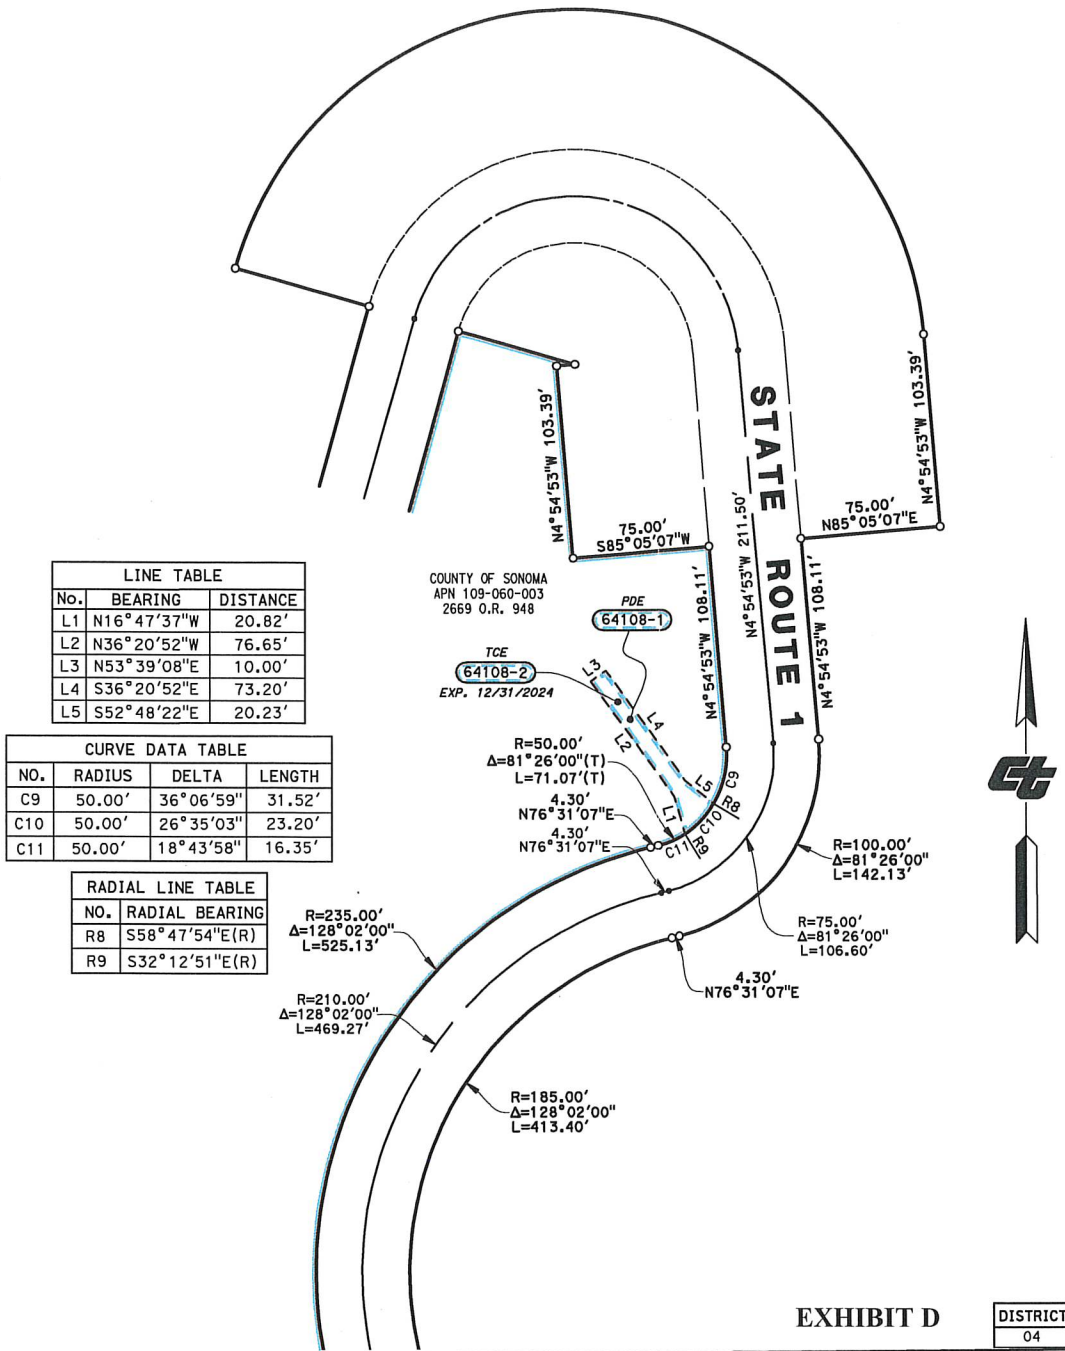 N4°54'53"W 103.39'
N4°54'53"W 103.39'
STATE ROUTE 1
N4°54'53"W 211.50'
75.00'
N85°05'07"E
75.00'
S85°05'07"W
N4°54'53"W 108.11'
N4°54'53"W 108.11'
COUNTY OF SONOMA
APN 109-060-003
2669 O.R. 948
PDE
64108-1
TCE
64108-2
EXP. 12/31/2024
LINE TABLE
No. BEARING DISTANCE
L1 N16°47'37"W 20.82'
L2 N36°20'52"W 76.65'
L3 N53°39'08"E 10.00'
L4 S36°20'52"E 73.20'
L5 S52°48'22"E 20.23'
CURVE DATA TABLE
NO. RADIUS DELTA LENGTH
C9 50.00' 36°06'59" 31.52'
C10 50.00' 26°35'03" 23.20'
C11 50.00' 18°43'58" 16.35'
RADIAL LINE TABLE
NO. RADIAL BEARING
R8 S58°47'54"E(R)
R9 S32°12'51"E(R)
L3
L4
L2
L5
L1
C9
R8
C10
R9
C11
R=50.00'
Δ=81°26'00"(T)
L=71.07'(T)
4.30'
N76°31'07"E
4.30'
N76°31'07"E
R=100.00'
Δ=81°26'00"
L=142.13'
R=75.00'
Δ=81°26'00"
L=106.60'
4.30'
N76°31'07"E
R=235.00'
Δ=128°02'00"
L=525.13'
R=210.00'
Δ=128°02'00"
L=469.27'
R=185.00'
Δ=128°02'00"
L=413.40'
ct
EXHIBIT D
DISTRICT
04